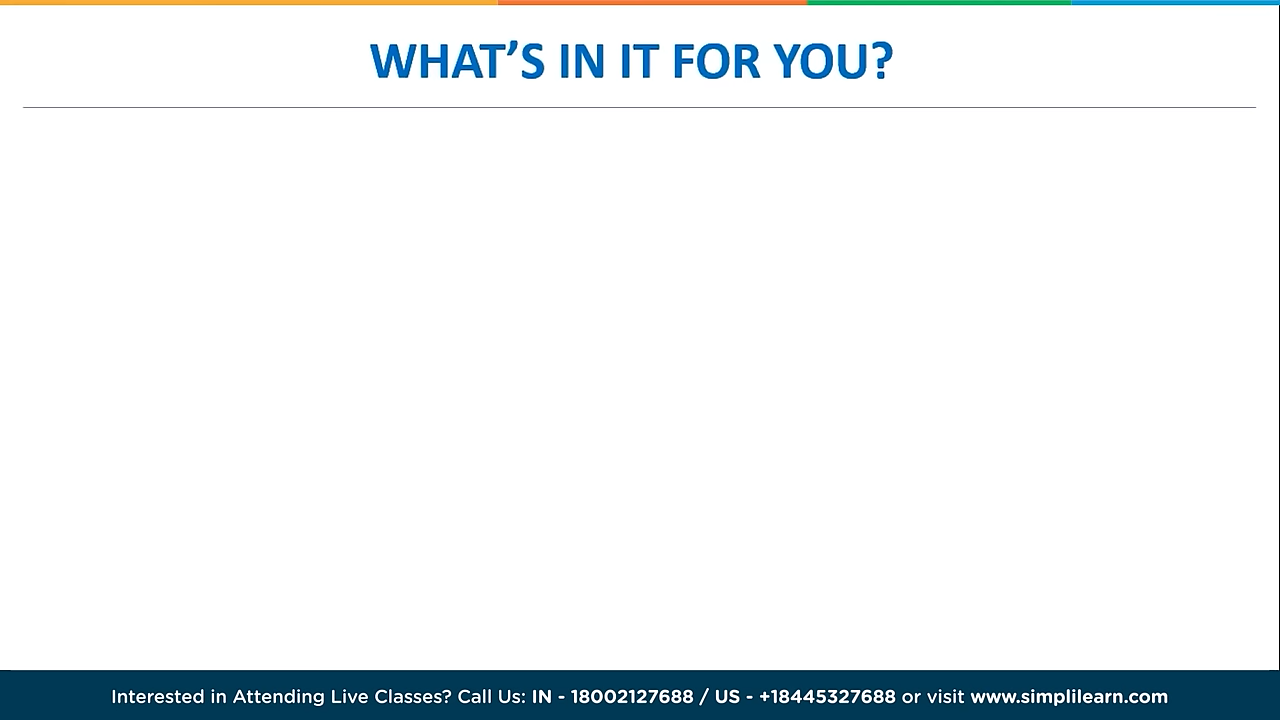 WHAT’S IN IT FOR YOU?
Interested in Attending Live Classes? Call Us: IN - 18002127688 / US - +18445327688 or visit www.simplilearn.com